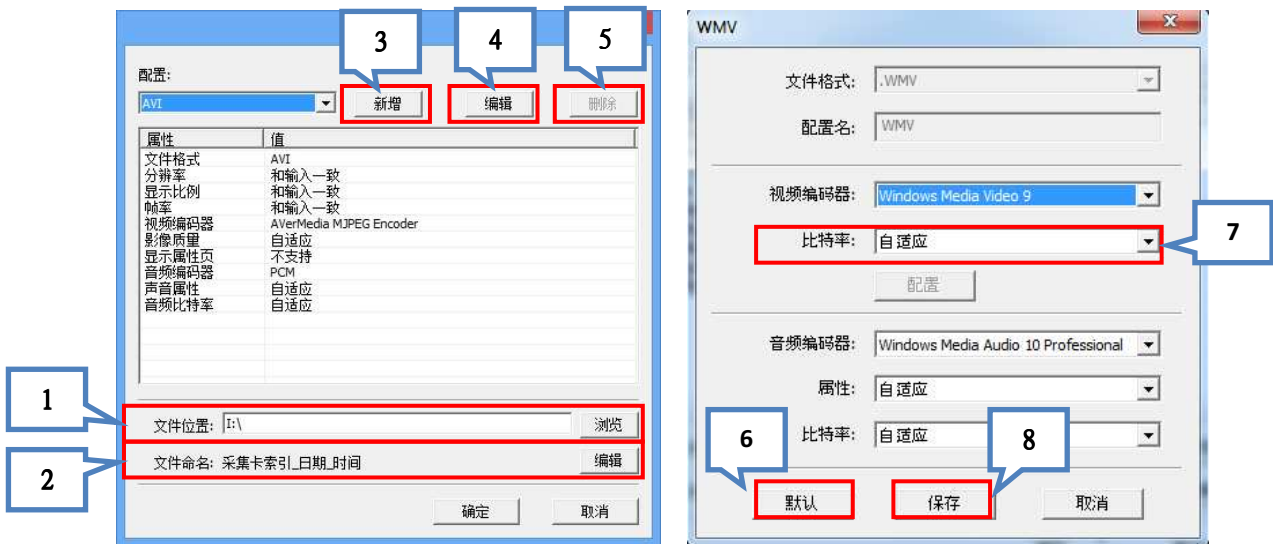 3
4
5
配置:
AVI
新增
编辑
删除
属性 值
文件格式 AVI
分辨率 和输入一致
显示比例 和输入一致
帧率 和输入一致
视频编码器 AVerMedia MJPEG Encoder
影像质量 自适应
显示属性页 不支持
音频编码器 PCM
声音属性 自适应
音频比特率 自适应
1
文件位置: I:\ 浏览
2
文件命名: 采集卡索引_日期_时间 编辑
确定 取消
WMV
文件格式: .WMV
配置名: WMV
视频编码器: Windows Media Video 9
比特率: 自适应
7
配置
音频编码器: Windows Media Audio 10 Professional
属性: 自适应
比特率: 自适应
6
8
默认 保存 取消